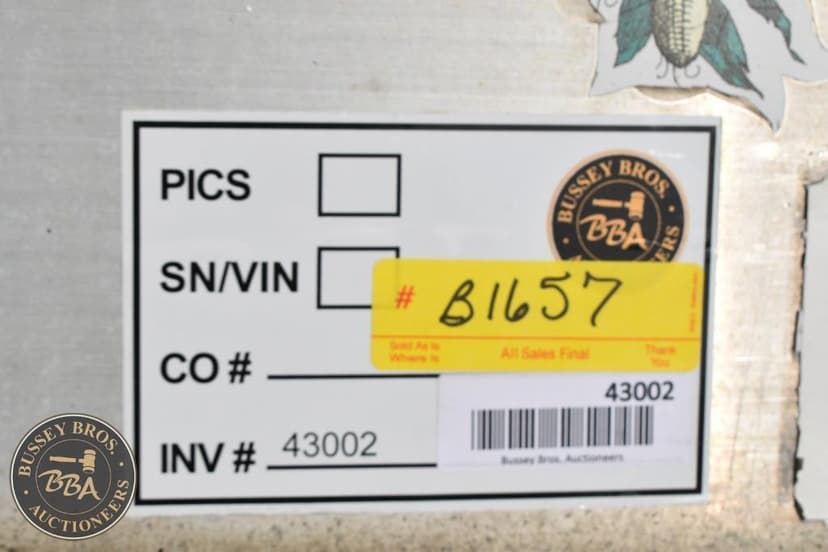 PICS
SN/VIN
CO #
INV # 43002
BUSSEY BROS.
BBA
# B1657
Sold As Is
Where Is
All Sales Final
Thank
You
43002
Bussey Bros. Auctioneers
BUSSEY BROS.
BBA
AUCTIONEERS